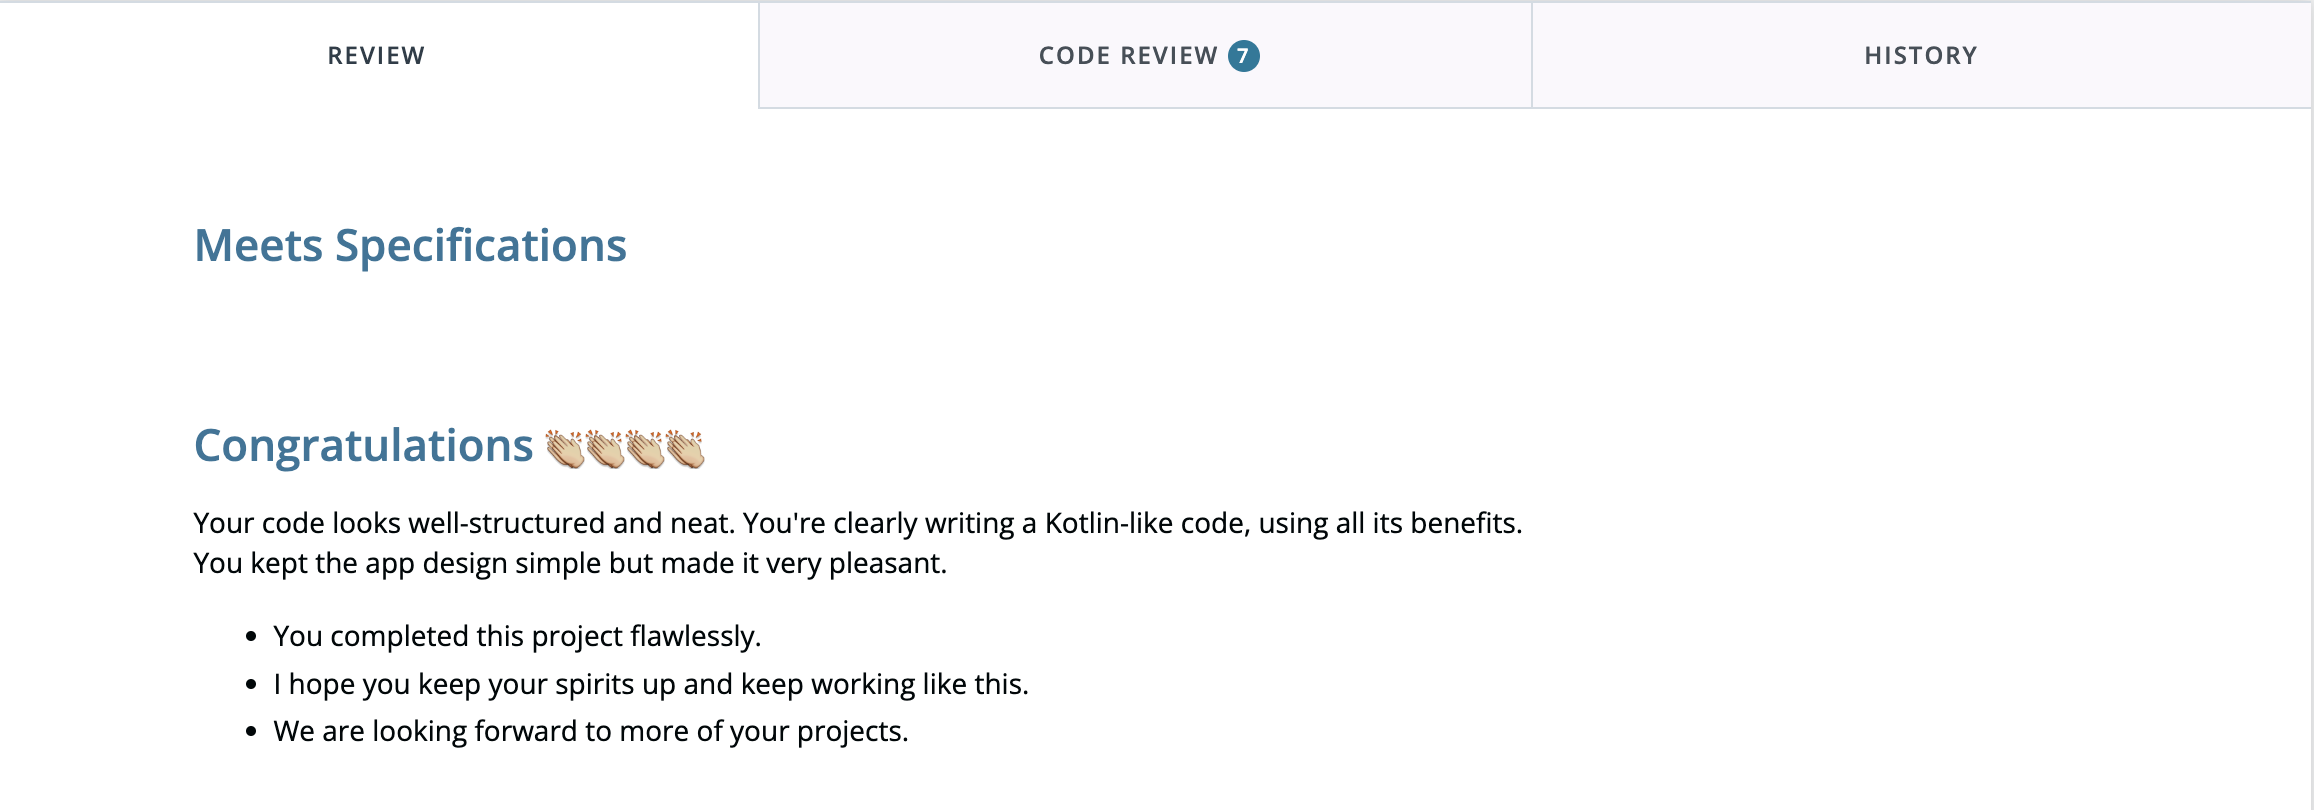 REVIEW
CODE REVIEW 7
HISTORY
Meets Specifications
Congratulations 👏👏👏👏
Your code looks well-structured and neat. You're clearly writing a Kotlin-like code, using all its benefits.
You kept the app design simple but made it very pleasant.
• You completed this project flawlessly.
• I hope you keep your spirits up and keep working like this.
• We are looking forward to more of your projects.